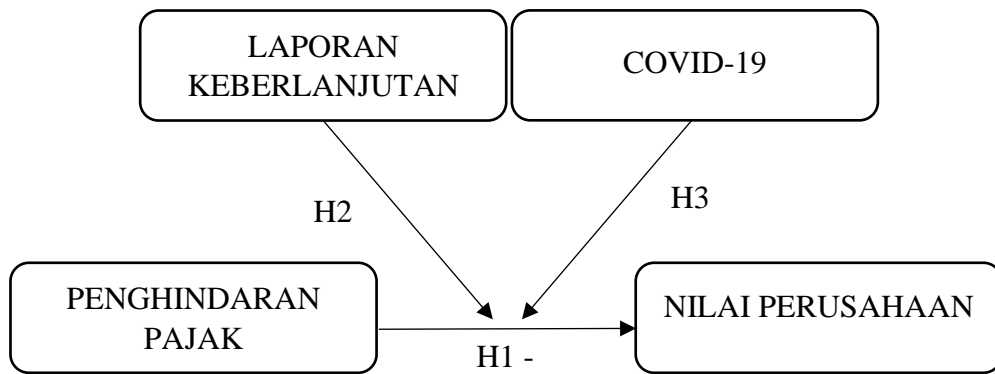 LAPORAN
KEBERLANJUTAN
COVID-19
H2
H3
PENGHINDARAN
PAJAK
H1 -
NILAI PERUSAHAAN